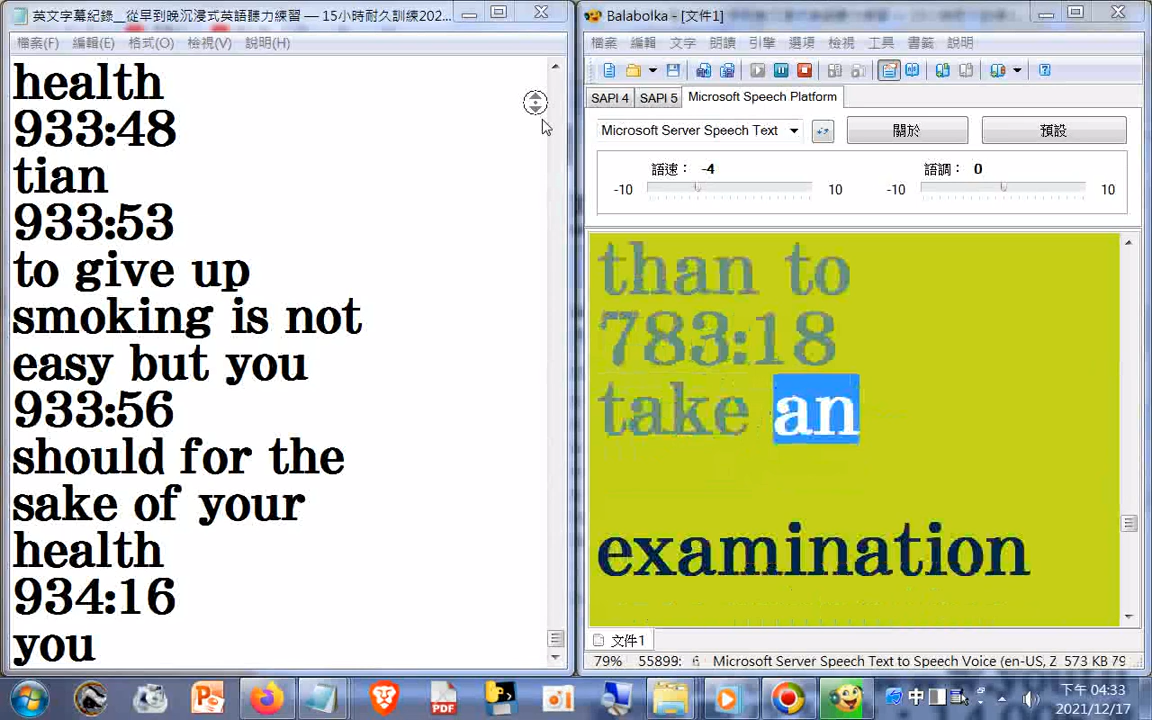 英文字幕紀錄__從早到晚沉浸式英語聽力練習 — 15小時耐久訓練202...
檔案(F) 編輯(E) 格式(O) 檢視(V) 說明(H)
health
933:48
tian
933:53
to give up
smoking is not
easy but you
933:56
should for the
sake of your
health
934:16
you
Balabolka - [文件1]
檔案 編輯 文字 朗讀 引擎 選項 檢視 工具 書籤 說明
SAPI 4 SAPI 5 Microsoft Speech Platform
Microsoft Server Speech Text 關於 預設
語速： -4 語調： 0
-10 10 -10 10
than to
783:18
take an
examination
文件1
79% 55899: Microsoft Server Speech Text to Speech Voice (en-US, Z 573 KB 79
中 下午 04:33
2021/12/17
PDF